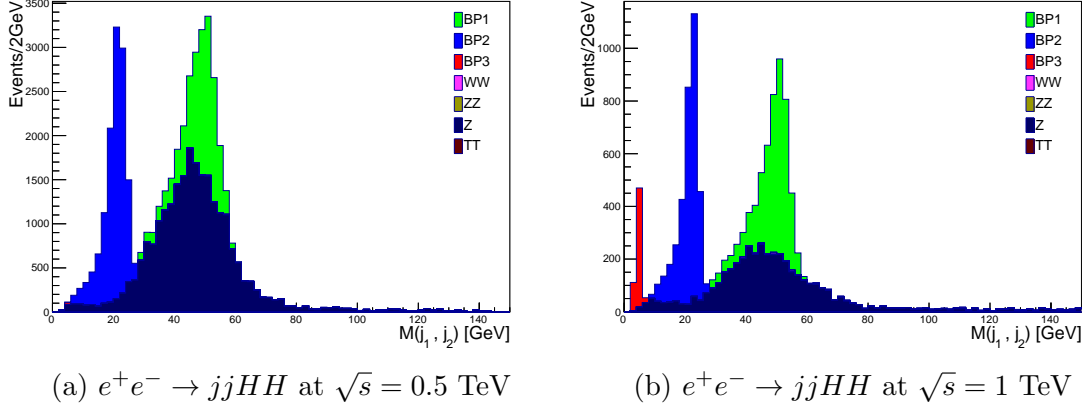 Events/2GeV
3500
3000
2500
2000
1500
1000
500
0
0 20 40 60 80 100 120 140
M(j₁, j₂) [GeV]
BP1
BP2
BP3
WW
ZZ
Z
TT
(a) e⁺e⁻ → jjHH at √s = 0.5 TeV
Events/2GeV
1000
800
600
400
200
0
0 20 40 60 80 100 120 140
M(j₁, j₂) [GeV]
BP1
BP2
BP3
WW
ZZ
Z
TT
(b) e⁺e⁻ → jjHH at √s = 1 TeV